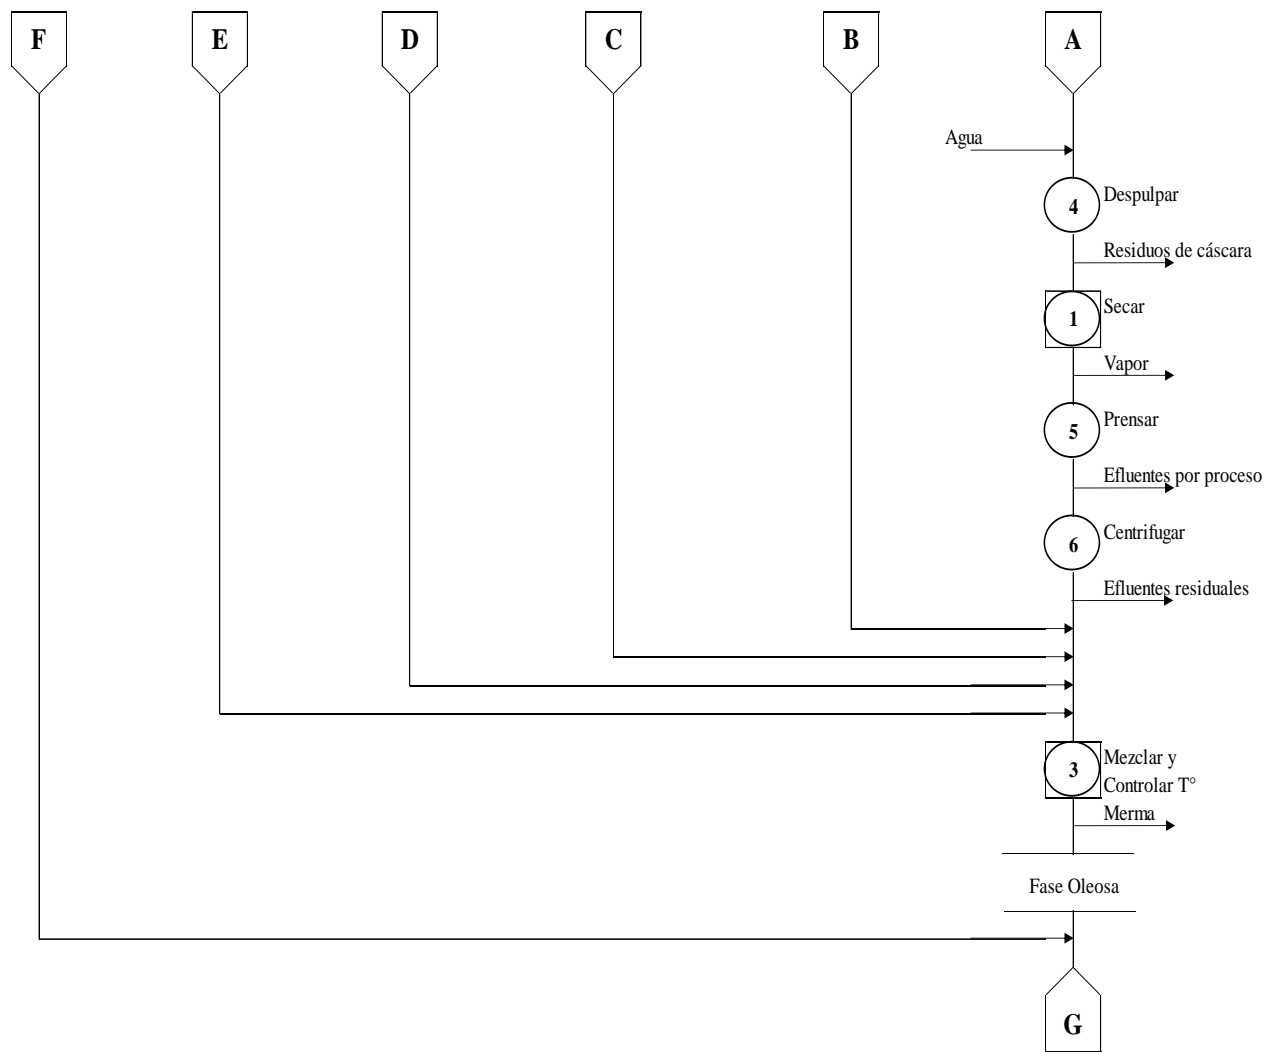 F
E
D
C
B
A
Agua
4
Despulpar
Residuos de cáscara
1
Secar
Vapor
5
Prensar
Efluentes por proceso
6
Centrifugar
Efluentes residuales
3
Mezclar y
Controlar T°
Merma
Fase Oleosa
G